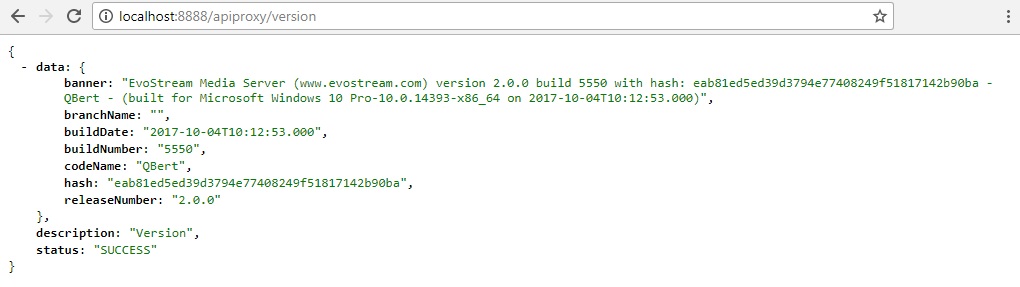 localhost:8888/apiproxy/version
{
- data: {
banner: "EvoStream Media Server (www.evostream.com) version 2.0.0 build 5550 with hash: eab81ed5ed39d3794e77408249f51817142b90ba -
QBert - (built for Microsoft Windows 10 Pro-10.0.14393-x86_64 on 2017-10-04T10:12:53.000)",
branchName: "",
buildDate: "2017-10-04T10:12:53.000",
buildNumber: "5550",
codeName: "QBert",
hash: "eab81ed5ed39d3794e77408249f51817142b90ba",
releaseNumber: "2.0.0"
},
description: "Version",
status: "SUCCESS"
}